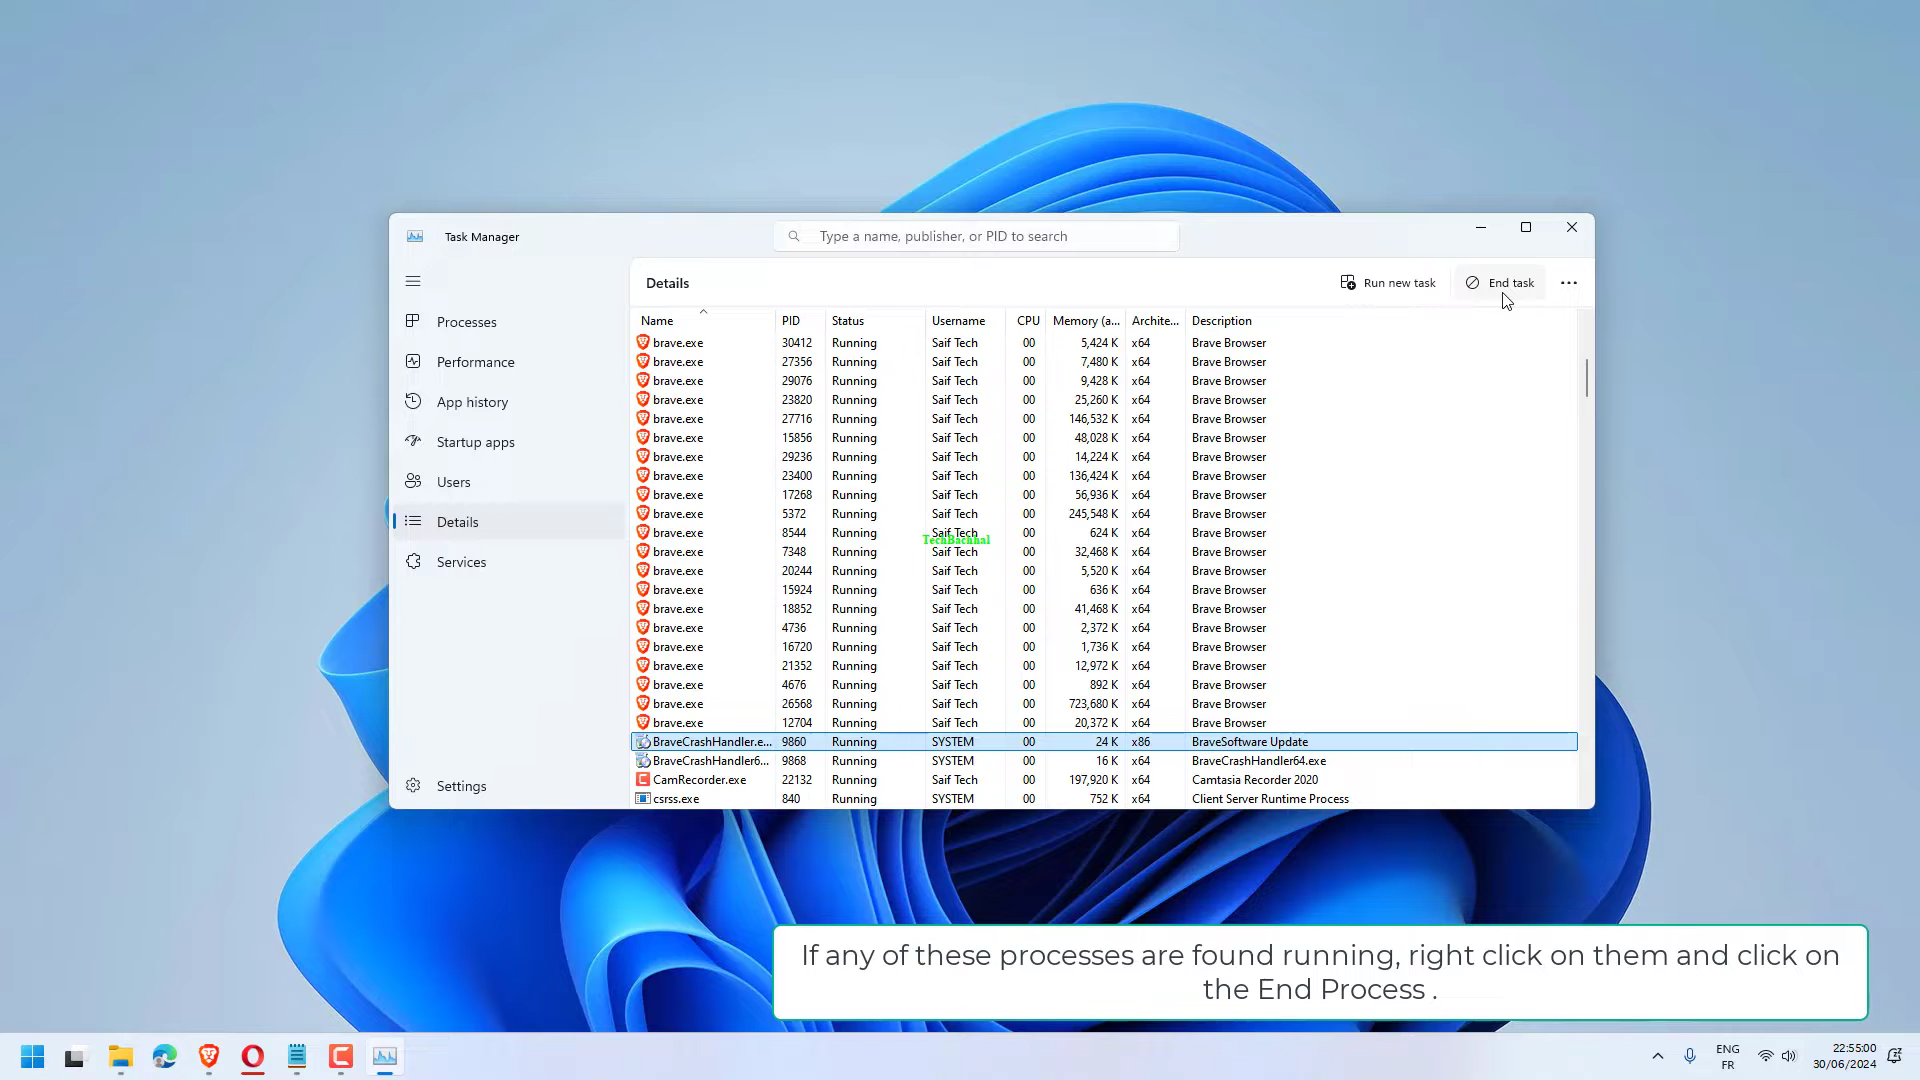 Task Manager
Type a name, publisher, or PID to search
Details
Run new task
End task
Processes
Performance
App history
Startup apps
Users
Details
Services
Settings
Name PID Status Username CPU Memory (a... Archite... Description
brave.exe 30412 Running Saif Tech 00 5,424 K x64 Brave Browser
brave.exe 27356 Running Saif Tech 00 7,480 K x64 Brave Browser
brave.exe 29076 Running Saif Tech 00 9,428 K x64 Brave Browser
brave.exe 23820 Running Saif Tech 00 25,260 K x64 Brave Browser
brave.exe 27716 Running Saif Tech 00 146,532 K x64 Brave Browser
brave.exe 15856 Running Saif Tech 00 48,028 K x64 Brave Browser
brave.exe 29236 Running Saif Tech 00 14,224 K x64 Brave Browser
brave.exe 23400 Running Saif Tech 00 136,424 K x64 Brave Browser
brave.exe 17268 Running Saif Tech 00 56,936 K x64 Brave Browser
brave.exe 5372 Running Saif Tech 00 245,548 K x64 Brave Browser
brave.exe 8544 Running Saif Tech 00 624 K x64 Brave Browser
TechBachhal
brave.exe 7348 Running Saif Tech 00 32,468 K x64 Brave Browser
brave.exe 20244 Running Saif Tech 00 5,520 K x64 Brave Browser
brave.exe 15924 Running Saif Tech 00 636 K x64 Brave Browser
brave.exe 18852 Running Saif Tech 00 41,468 K x64 Brave Browser
brave.exe 4736 Running Saif Tech 00 2,372 K x64 Brave Browser
brave.exe 16720 Running Saif Tech 00 1,736 K x64 Brave Browser
brave.exe 21352 Running Saif Tech 00 12,972 K x64 Brave Browser
brave.exe 4676 Running Saif Tech 00 892 K x64 Brave Browser
brave.exe 26568 Running Saif Tech 00 723,680 K x64 Brave Browser
brave.exe 12704 Running Saif Tech 00 20,372 K x64 Brave Browser
BraveCrashHandler.e... 9860 Running SYSTEM 00 24 K x86 BraveSoftware Update
BraveCrashHandler6... 9868 Running SYSTEM 00 16 K x64 BraveCrashHandler64.exe
CamRecorder.exe 22132 Running Saif Tech 00 197,920 K x64 Camtasia Recorder 2020
csrss.exe 840 Running SYSTEM 00 752 K x64 Client Server Runtime Process
If any of these processes are found running, right click on them and click on
the End Process .
ENG
FR
22:55:00
30/06/2024